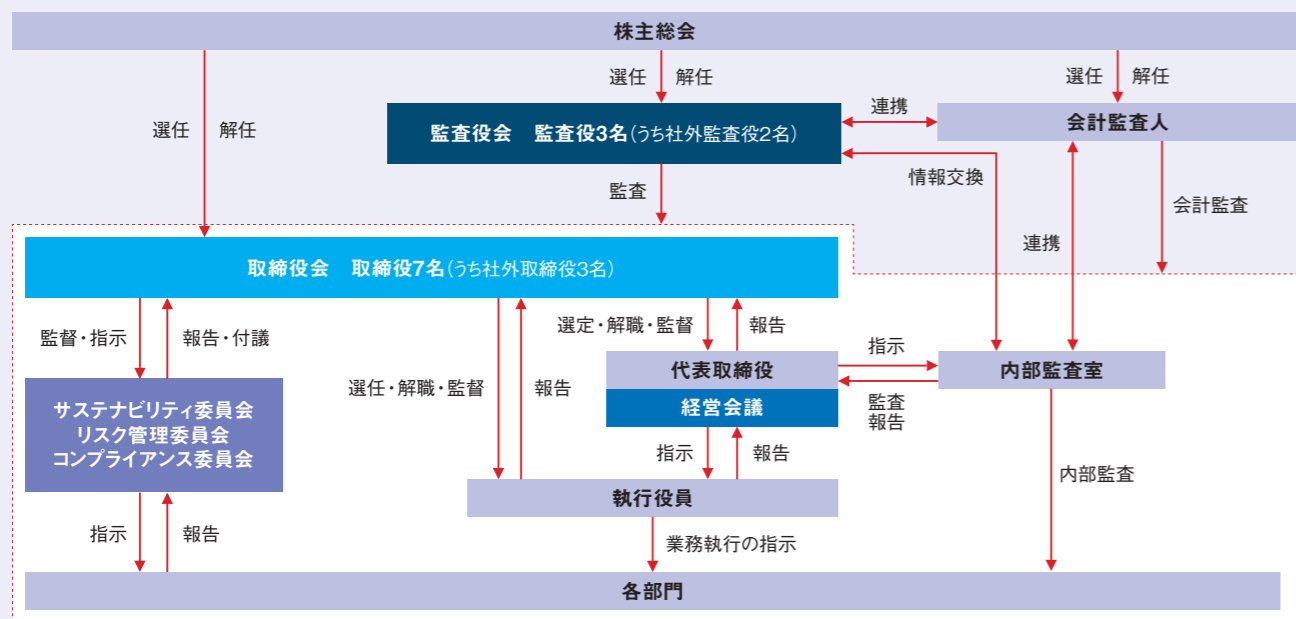 株主総会
選任 解任
選任 解任
選任 解任
監査役会 監査役3名(うち社外監査役2名)
連携
会計監査人
情報交換
監査
会計監査
連携
取締役会 取締役7名(うち社外取締役3名)
監督・指示
報告・付議
選任・解職・監督
報告
選定・解職・監督
報告
代表取締役
経営会議
指示
監査
報告
内部監査室
サステナビリティ委員会
リスク管理委員会
コンプライアンス委員会
指示
報告
執行役員
内部監査
指示
報告
業務執行の指示
各部門